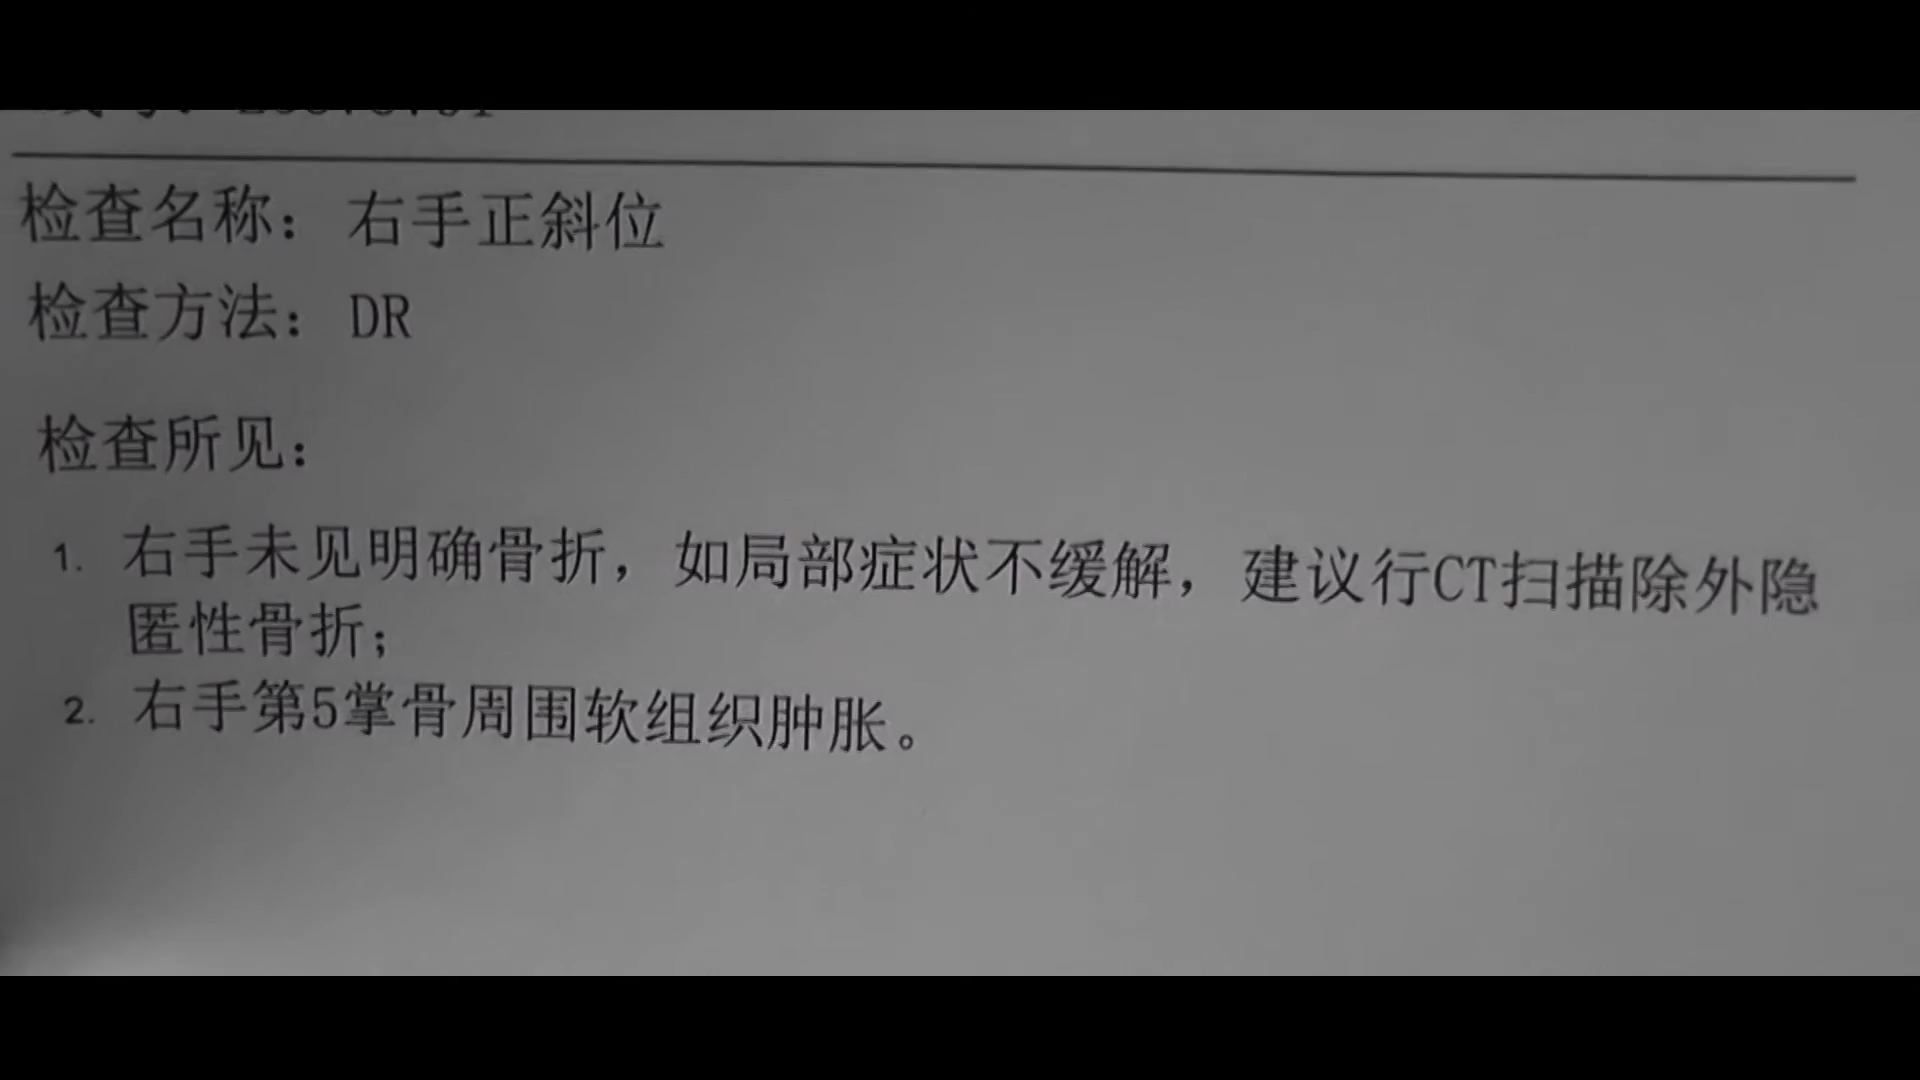 检查名称：右手正斜位
检查方法：DR
检查所见：
1. 右手未见明确骨折，如局部症状不缓解，建议行CT扫描除外隐
匿性骨折；
2. 右手第5掌骨周围软组织肿胀。